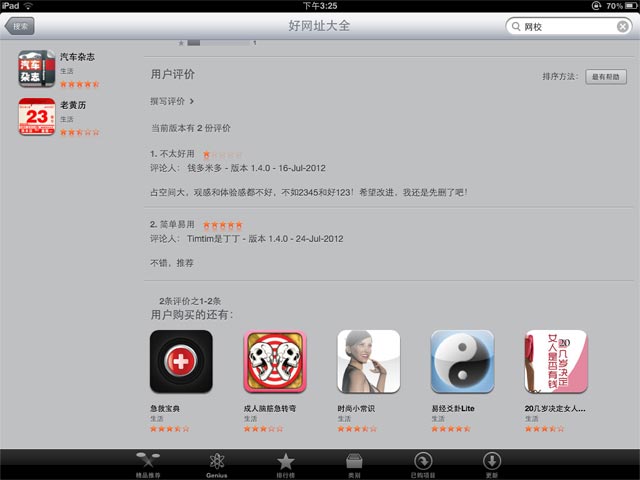 iPad
下午3:25
70%
搜索
好网址大全
网校
1
汽车杂志
生活
老黄历
生活
用户评价
排序方法：
最有帮助
撰写评价 >
当前版本有 2 份评价
1. 不太好用
评论人： 钱多米多 - 版本 1.4.0 - 16-Jul-2012
占空间大，观感和体验感都不好，不如2345和好123！希望改进，我还是先删了吧！
2. 简单易用
评论人： Timtim是丁丁 - 版本 1.4.0 - 24-Jul-2012
不错，推荐
2条评价之1-2条
用户购买的还有：
汽车
杂志
23
20
几岁决定
女人是否有钱
急救宝典
成人脑筋急转弯
时尚小常识
易经爻卦Lite
20几岁决定女人...
生活
生活
生活
生活
生活
精品推荐
Genius
排行榜
类别
已购项目
更新